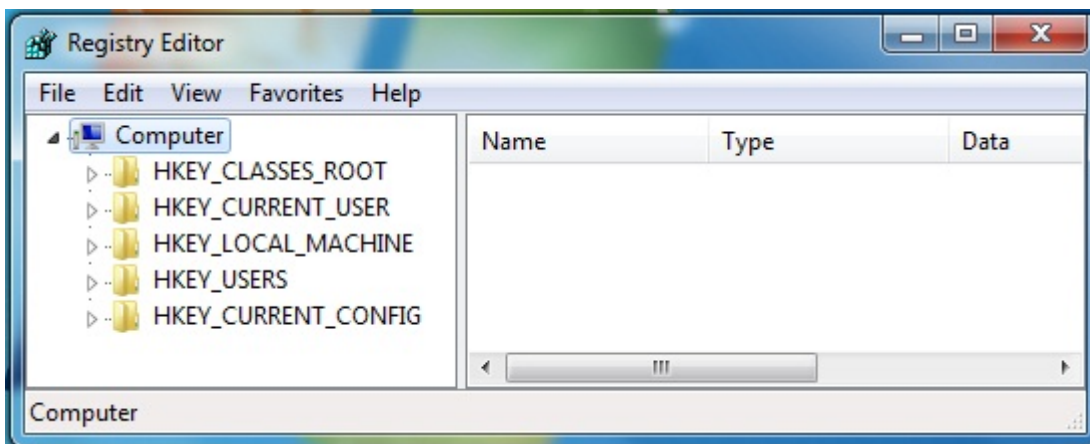 Registry Editor
File Edit View Favorites Help
Computer
HKEY_CLASSES_ROOT
HKEY_CURRENT_USER
HKEY_LOCAL_MACHINE
HKEY_USERS
HKEY_CURRENT_CONFIG
Name Type Data
Computer